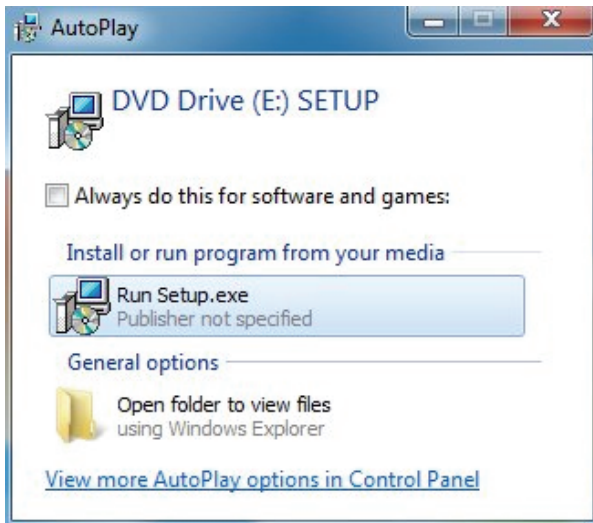 AutoPlay
DVD Drive (E:) SETUP
Always do this for software and games:
Install or run program from your media
Run Setup.exe
Publisher not specified
General options
Open folder to view files
using Windows Explorer
View more AutoPlay options in Control Panel